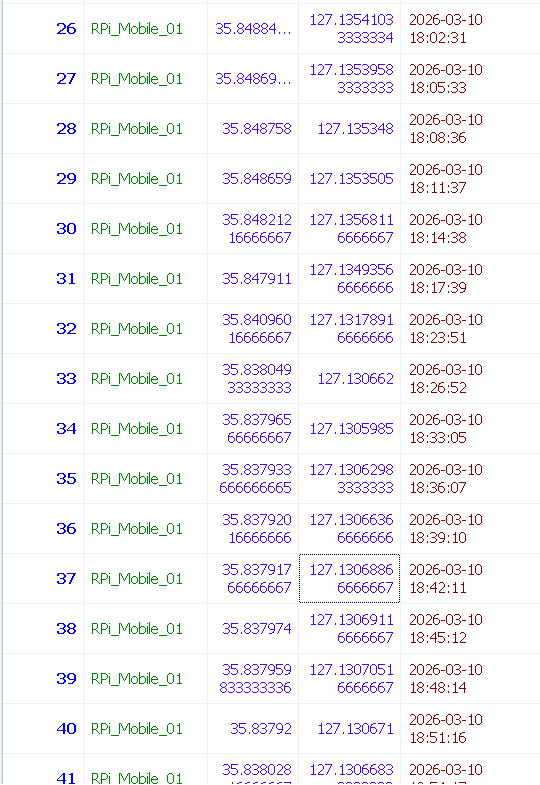 26 RPi_Mobile_01 35.84884... 127.1354103
3333334 2026-03-10
18:02:31
27 RPi_Mobile_01 35.84869... 127.1353958
3333333 2026-03-10
18:05:33
28 RPi_Mobile_01 35.848758 127.135348 2026-03-10
18:08:36
29 RPi_Mobile_01 35.848659 127.1353505 2026-03-10
18:11:37
30 RPi_Mobile_01 35.848212
16666667 127.1356811
6666667 2026-03-10
18:14:38
31 RPi_Mobile_01 35.847911 127.1349356
6666666 2026-03-10
18:17:39
32 RPi_Mobile_01 35.840960
16666667 127.1317891
6666666 2026-03-10
18:23:51
33 RPi_Mobile_01 35.838049
33333333 127.130662 2026-03-10
18:26:52
34 RPi_Mobile_01 35.837965
66666667 127.1305985 2026-03-10
18:33:05
35 RPi_Mobile_01 35.837933
666666665 127.1306298
3333333 2026-03-10
18:36:07
36 RPi_Mobile_01 35.837920
16666666 127.1306636
6666666 2026-03-10
18:39:10
37 RPi_Mobile_01 35.837917
66666667 127.1306886
6666667 2026-03-10
18:42:11
38 RPi_Mobile_01 35.837974 127.1306911
6666667 2026-03-10
18:45:12
39 RPi_Mobile_01 35.837959
833333336 127.1307051
6666667 2026-03-10
18:48:14
40 RPi_Mobile_01 35.83792 127.130671 2026-03-10
18:51:16
41 RPi_Mobile_01 35.838028
127.1306683
2026-03-10